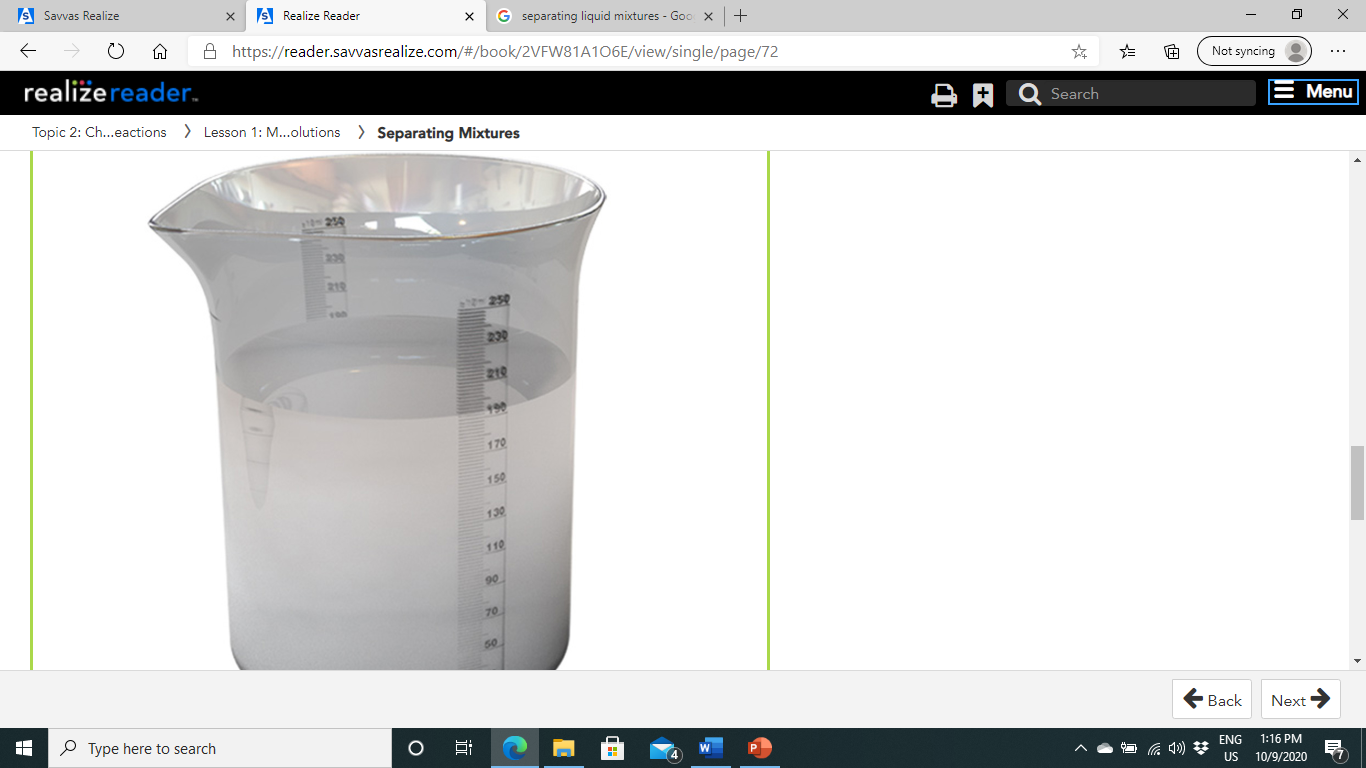 Savvas Realize
Realize Reader
separating liquid mixtures - Goo
https://reader.savvasrealize.com/#/book/2VFW81A1O6E/view/single/page/72
Not syncing
realize reader
Search
Menu
Topic 2: Ch...eactions > Lesson 1: M...olutions > Separating Mixtures
250
230
210
190
250
230
210
190
170
150
130
110
90
70
50
Back
Next
Type here to search
4
ENG
US
1:16 PM
10/9/2020
7